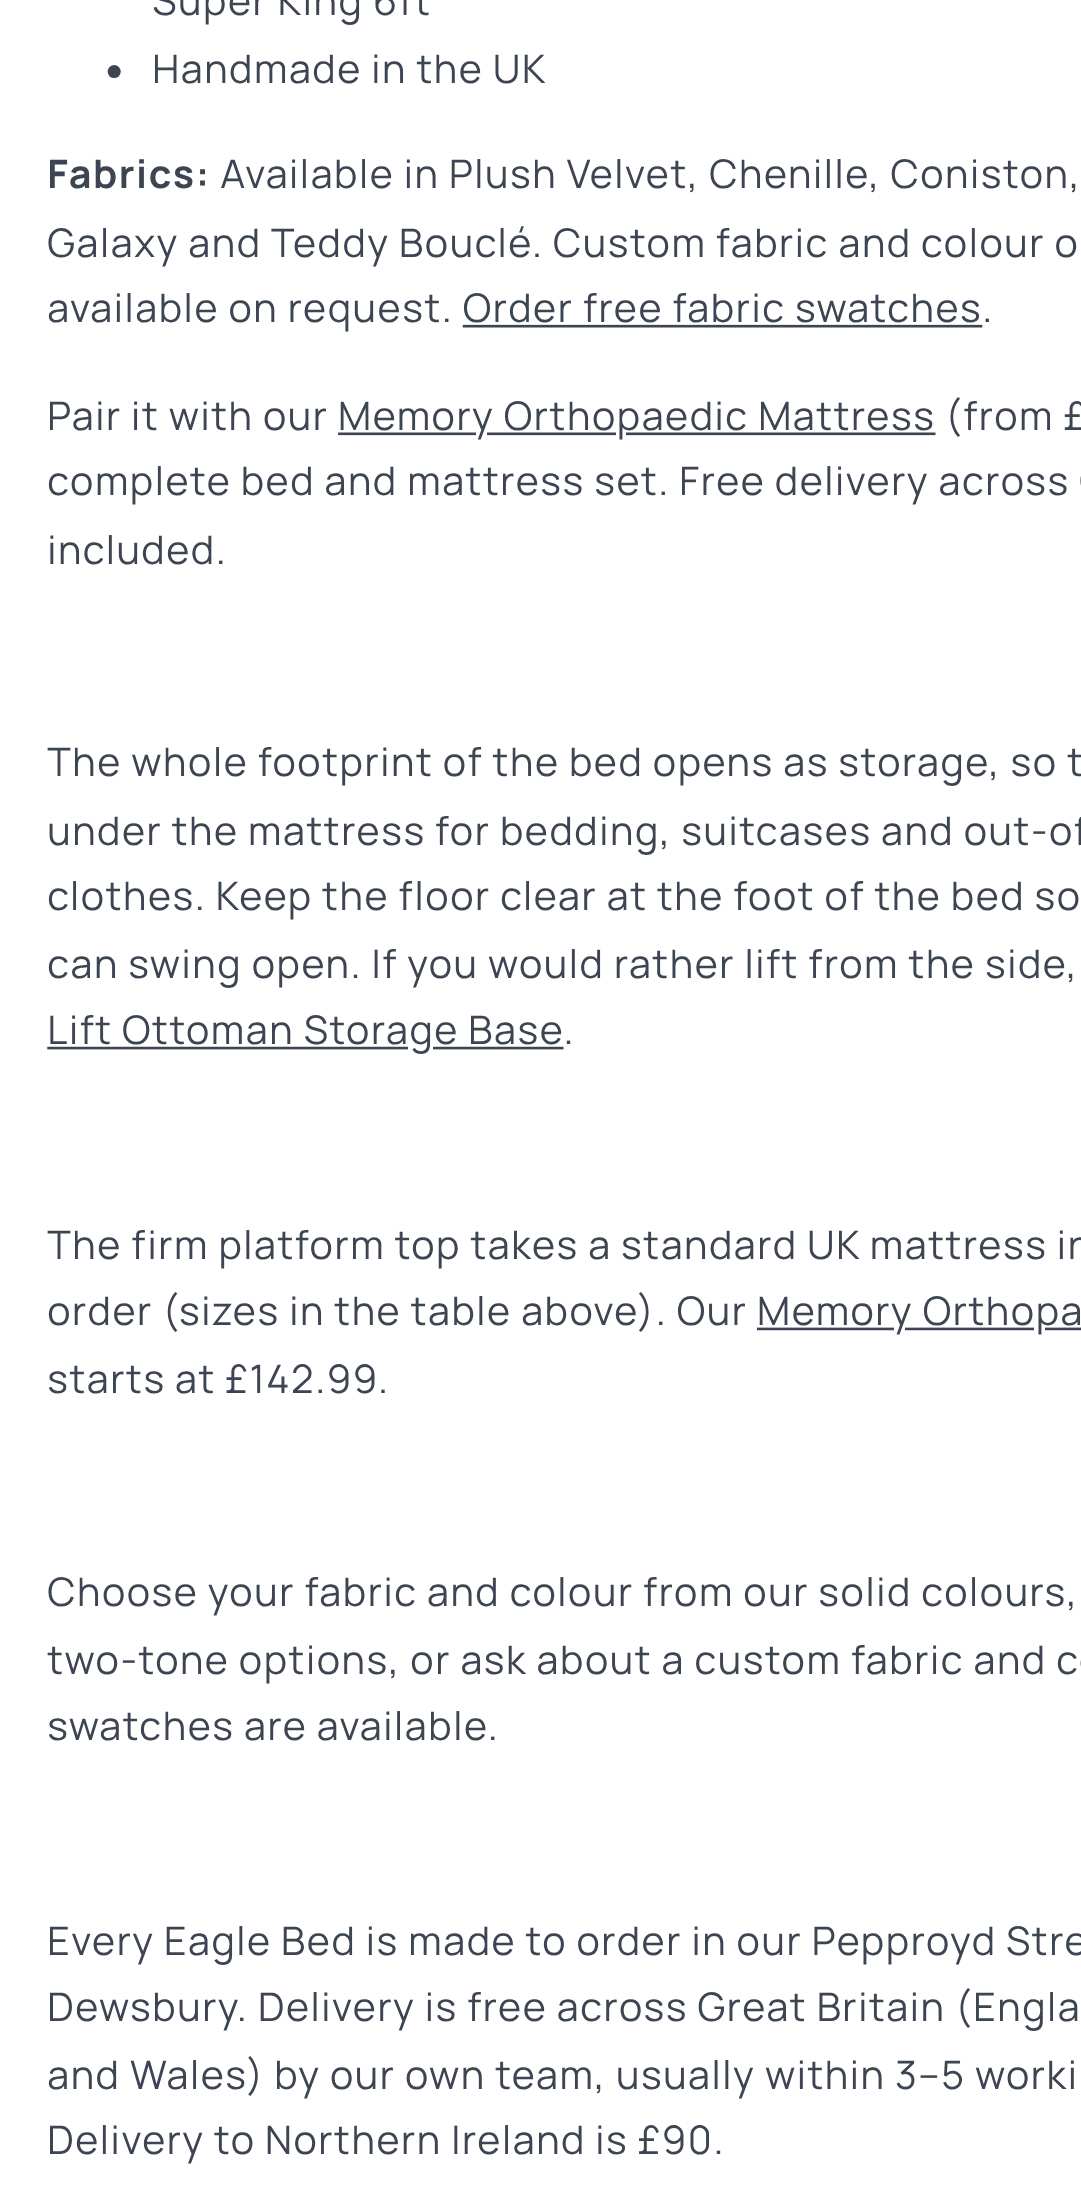 Super King 6ft
• Handmade in the UK
Fabrics: Available in Plush Velvet, Chenille, Coniston,
Galaxy and Teddy Bouclé. Custom fabric and colour
available on request. Order free fabric swatches.
Pair it with our Memory Orthopaedic Mattress (from £
complete bed and mattress set. Free delivery across
included.
The whole footprint of the bed opens as storage, so
under the mattress for bedding, suitcases and
clothes. Keep the floor clear at the foot of the bed so
can swing open. If you would rather lift from the side,
Lift Ottoman Storage Base.
The firm platform top takes a standard UK mattress
order (sizes in the table above). Our Memory
starts at £142.99.
Choose your fabric and colour from our solid colours,
two-tone options, or ask about a custom fabric and
swatches are available.
Every Eagle Bed is made to order in our Pepproyd
Dewsbury. Delivery is free across Great Britain
and Wales) by our own team, usually within 3–5
Delivery to Northern Ireland is £90.